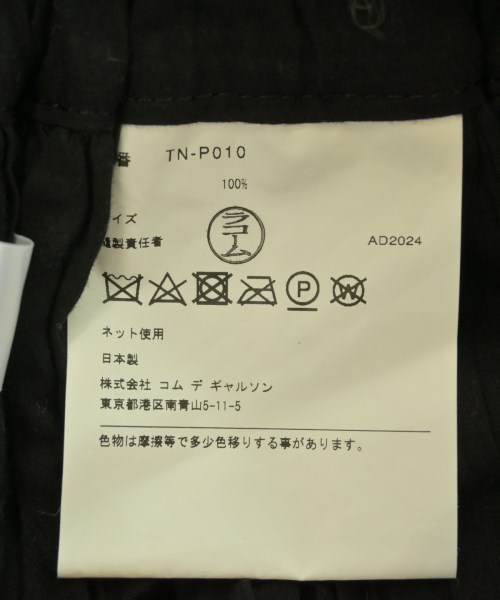 番 TN-P010
100%
イズ
縫製責任者
ラコーム
AD2024
W P
ネット使用
日本製
株式会社 コム デ ギャルソン
東京都港区南青山5-11-5
色物は摩擦等で多少色移りする事があります。